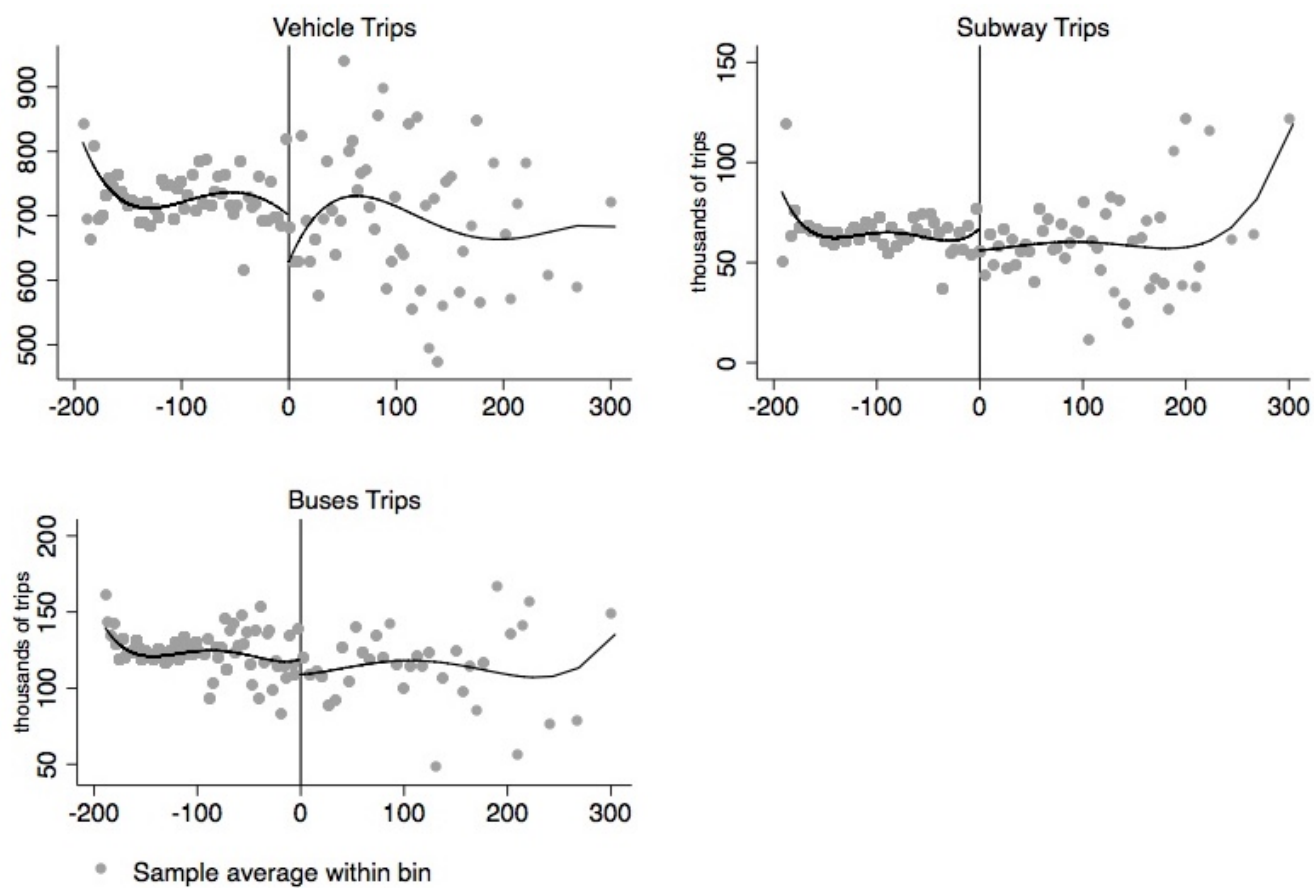 Vehicle Trips
900
800
700
600
500
-200 -100 0 100 200 300
Subway Trips
thousands of trips
150
100
50
0
-200 -100 0 100 200 300
Buses Trips
thousands of trips
200
150
100
50
-200 -100 0 100 200 300
Sample average within bin